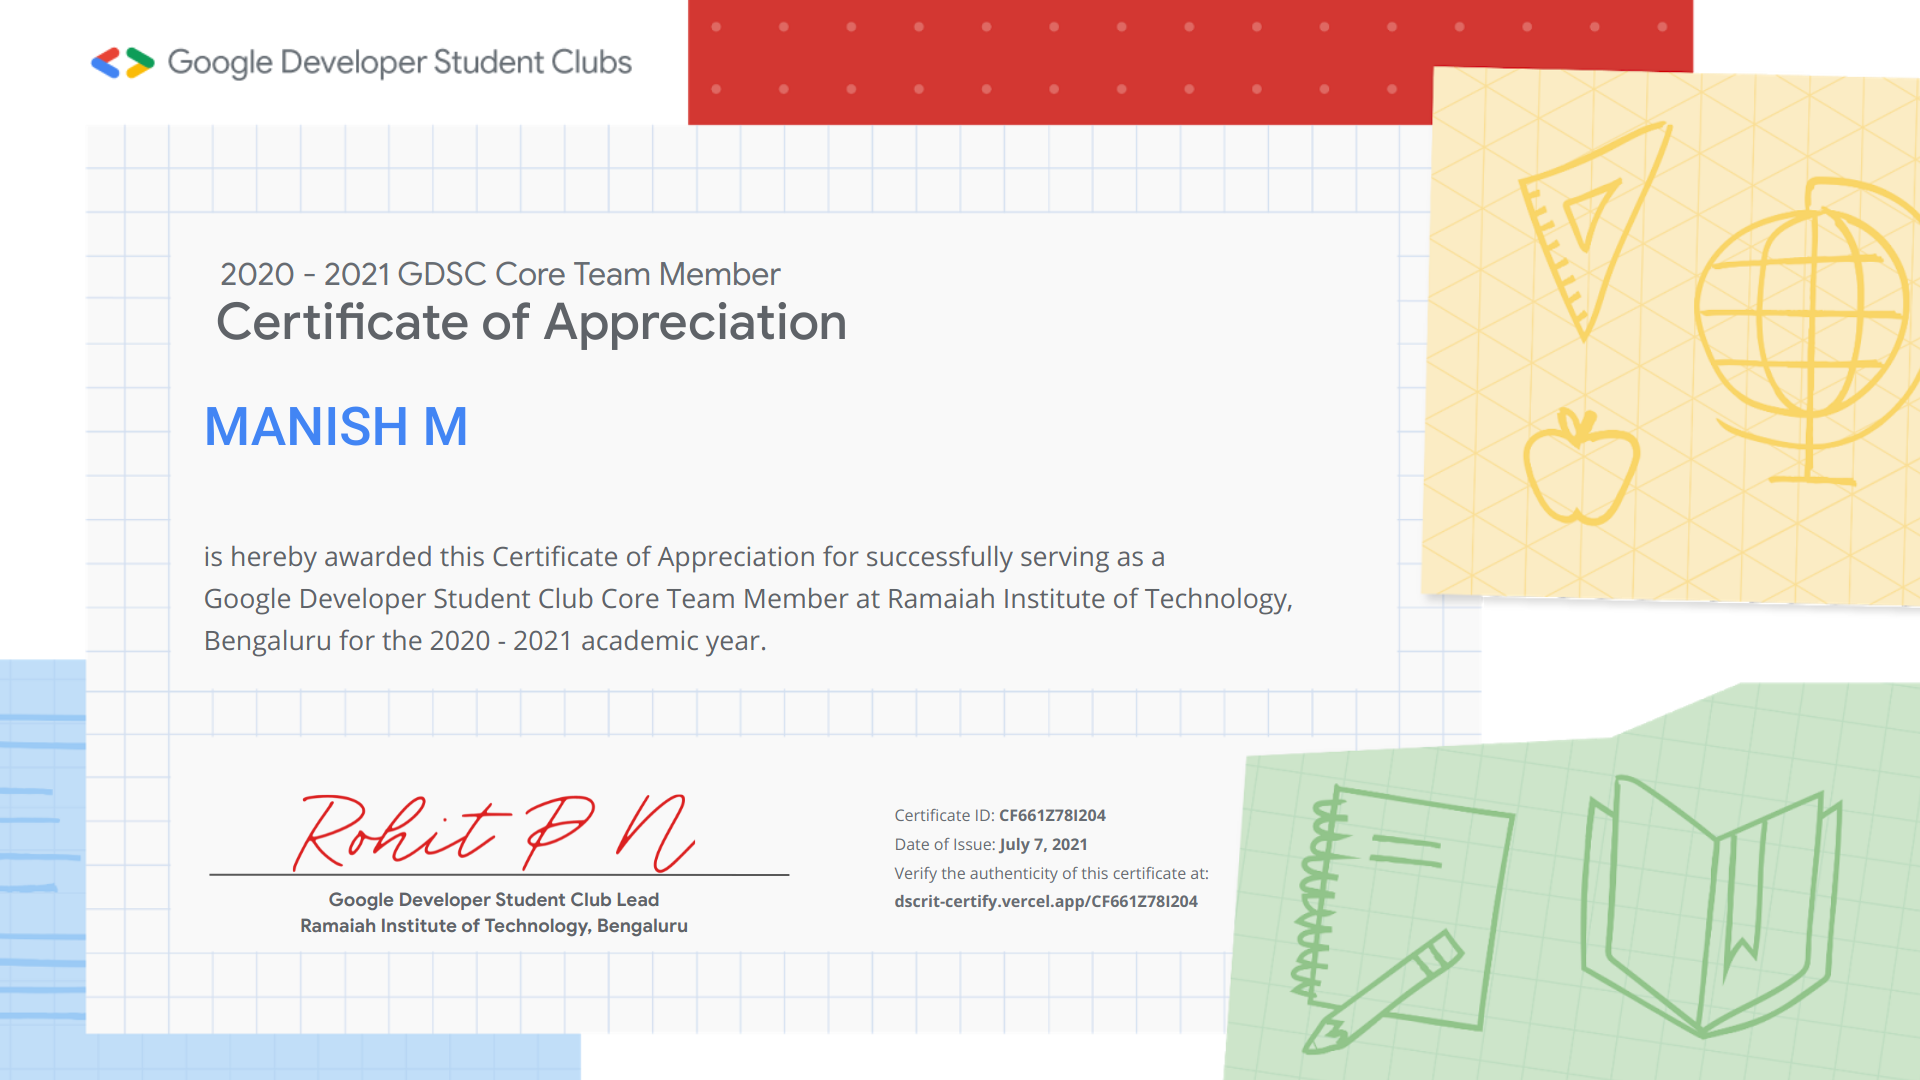 Google Developer Student Clubs
2020 - 2021 GDSC Core Team Member
Certificate of Appreciation
MANISH M
is hereby awarded this Certificate of Appreciation for successfully serving as a
Google Developer Student Club Core Team Member at Ramaiah Institute of Technology,
Bengaluru for the 2020 - 2021 academic year.
Rohit P N
Google Developer Student Club Lead
Ramaiah Institute of Technology, Bengaluru
Certificate ID: CF661Z78I204
Date of Issue: July 7, 2021
Verify the authenticity of this certificate at:
dscrit-certify.vercel.app/CF661Z78I204